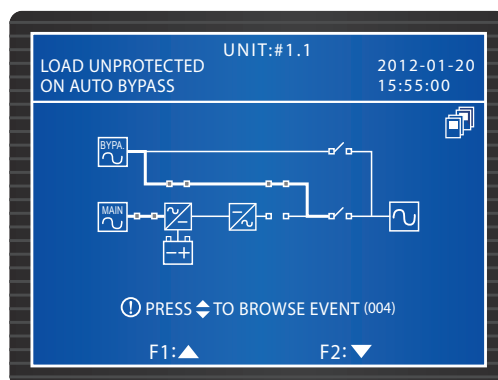 UNIT:#1.1
LOAD UNPROTECTED
ON AUTO BYPASS
2012-01-20
15:55:00
BYPA.
MAIN
PRESS TO BROWSE EVENT (004)
F1: F2: